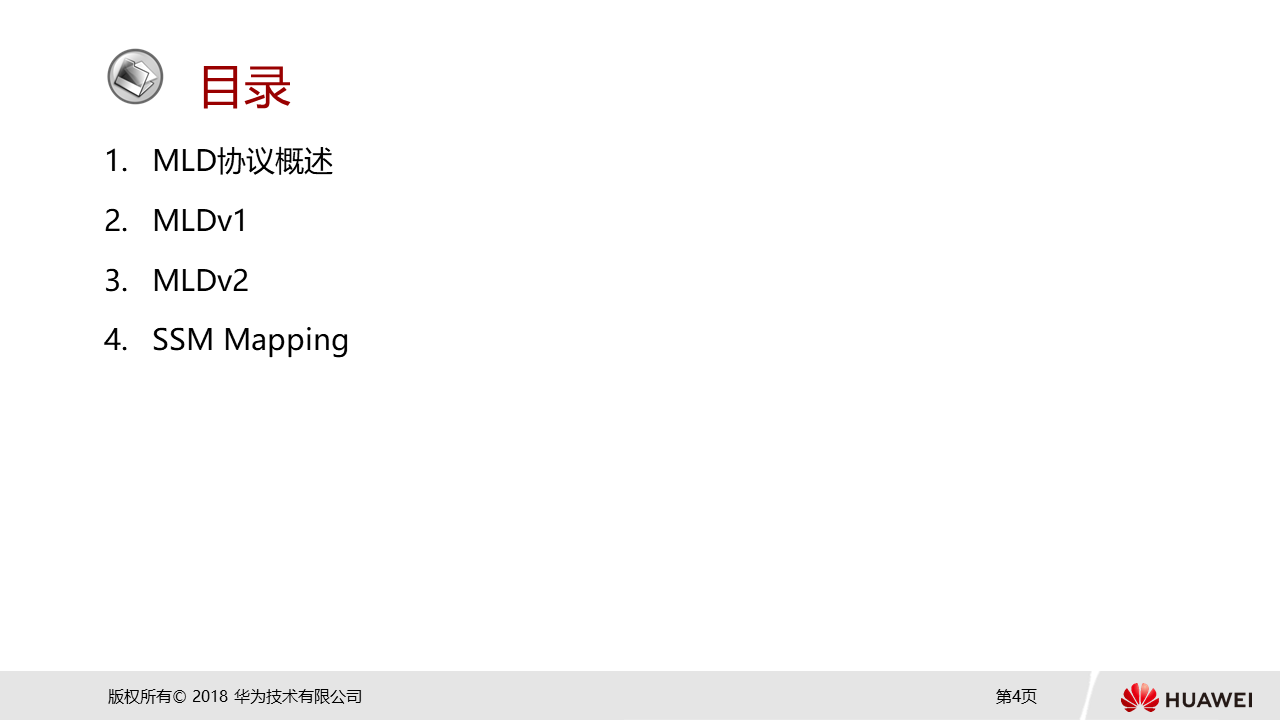 目录
1. MLD协议概述
2. MLDv1
3. MLDv2
4. SSM Mapping
版权所有© 2018 华为技术有限公司
第4页
HUAWEI